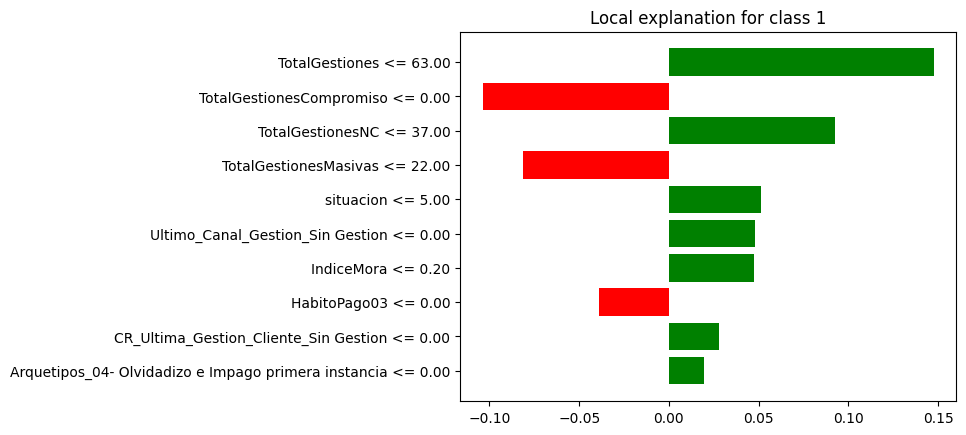 Local explanation for class 1
TotalGestiones <= 63.00
TotalGestionesCompromiso <= 0.00
TotalGestionesNC <= 37.00
TotalGestionesMasivas <= 22.00
situacion <= 5.00
Ultimo_Canal_Gestion_Sin Gestion <= 0.00
IndiceMora <= 0.20
HabitoPago03 <= 0.00
CR_Ultima_Gestion_Cliente_Sin Gestion <= 0.00
Arquetipos_04- Olvidadizo e Impago primera instancia <= 0.00
−0.10 −0.05 0.00 0.05 0.10 0.15